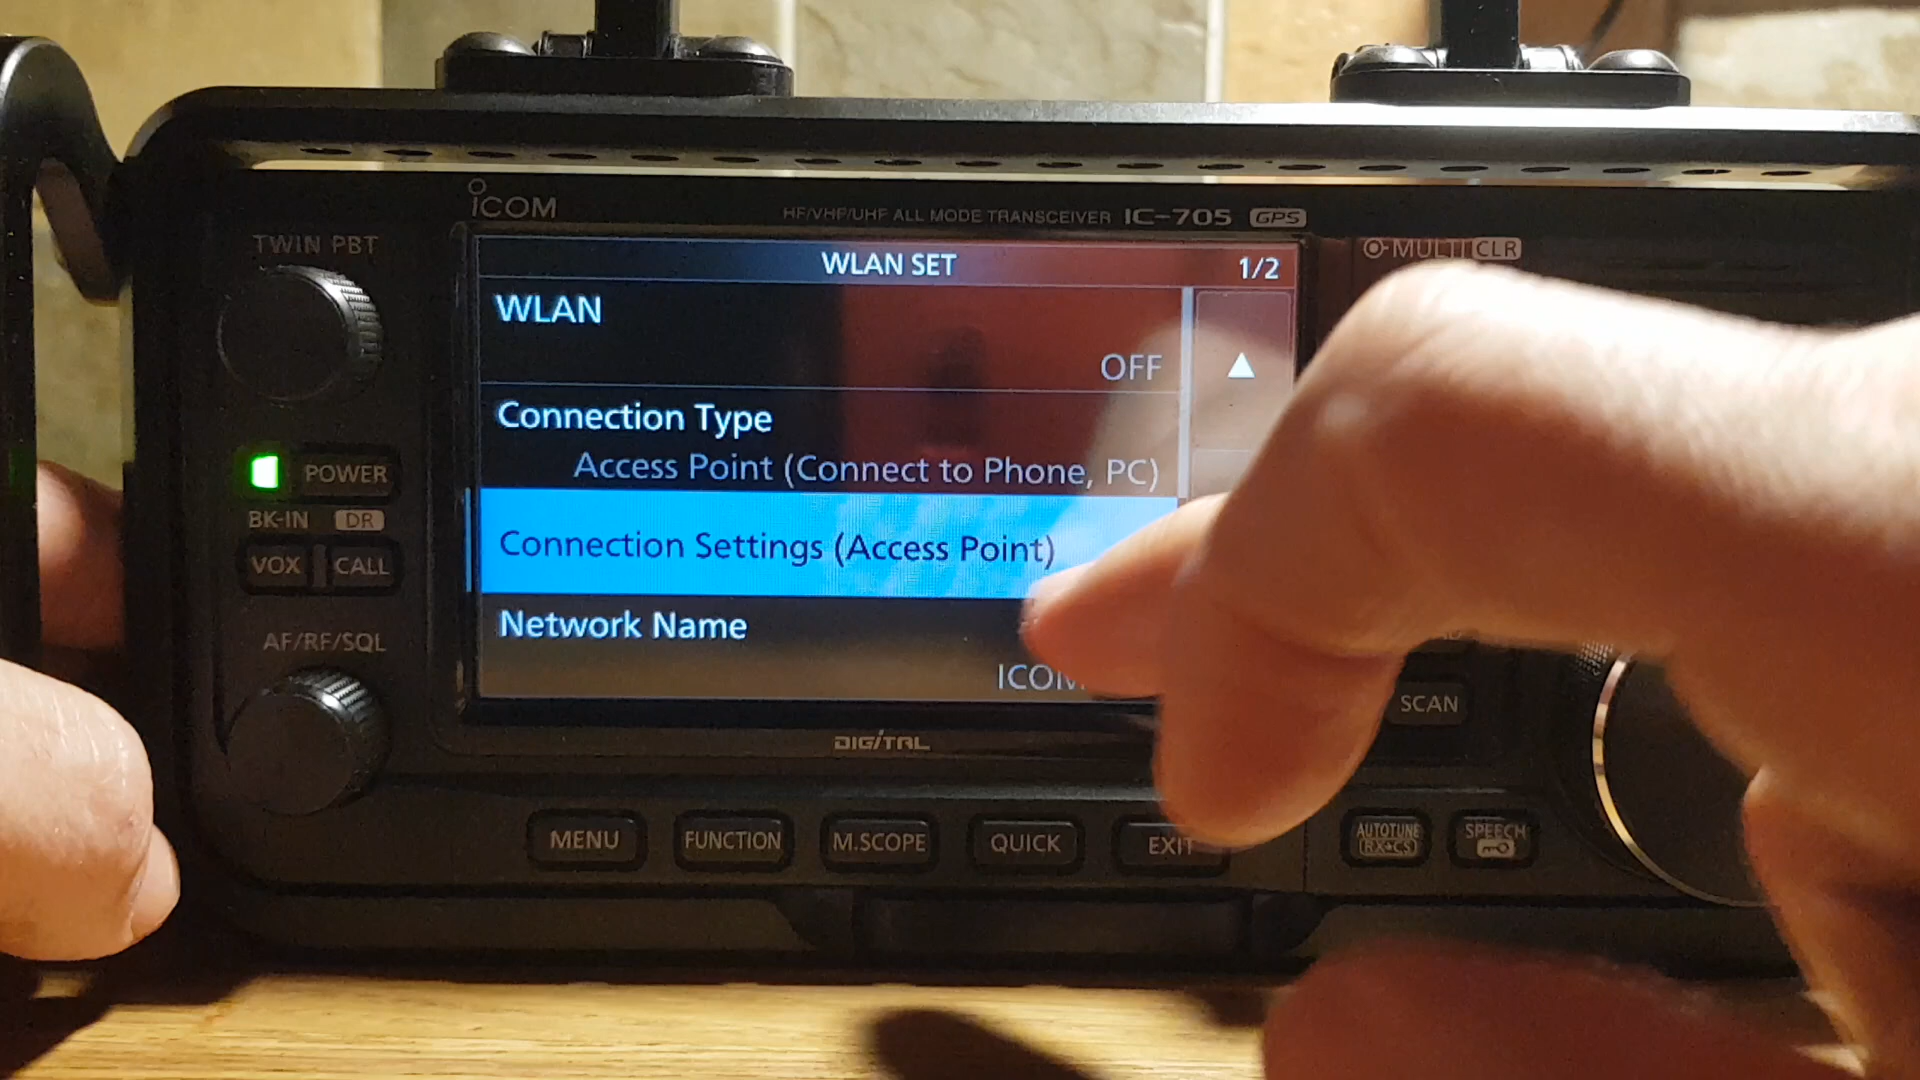 ICOM
HF/VHF/UHF ALL MODE TRANSCEIVER IC-705 GPS
TWIN PBT
MULTI CLR
WLAN SET 1/2
WLAN
OFF
Connection Type
Access Point (Connect to Phone, PC)
Connection Settings (Access Point)
Network Name
ICOM
POWER
BK-IN DR
VOX CALL
AF/RF/SQL
SCAN
DIGITAL
MENU FUNCTION M.SCOPE QUICK EXIT
AUTOTUNE
RX➔CS
SPEECH